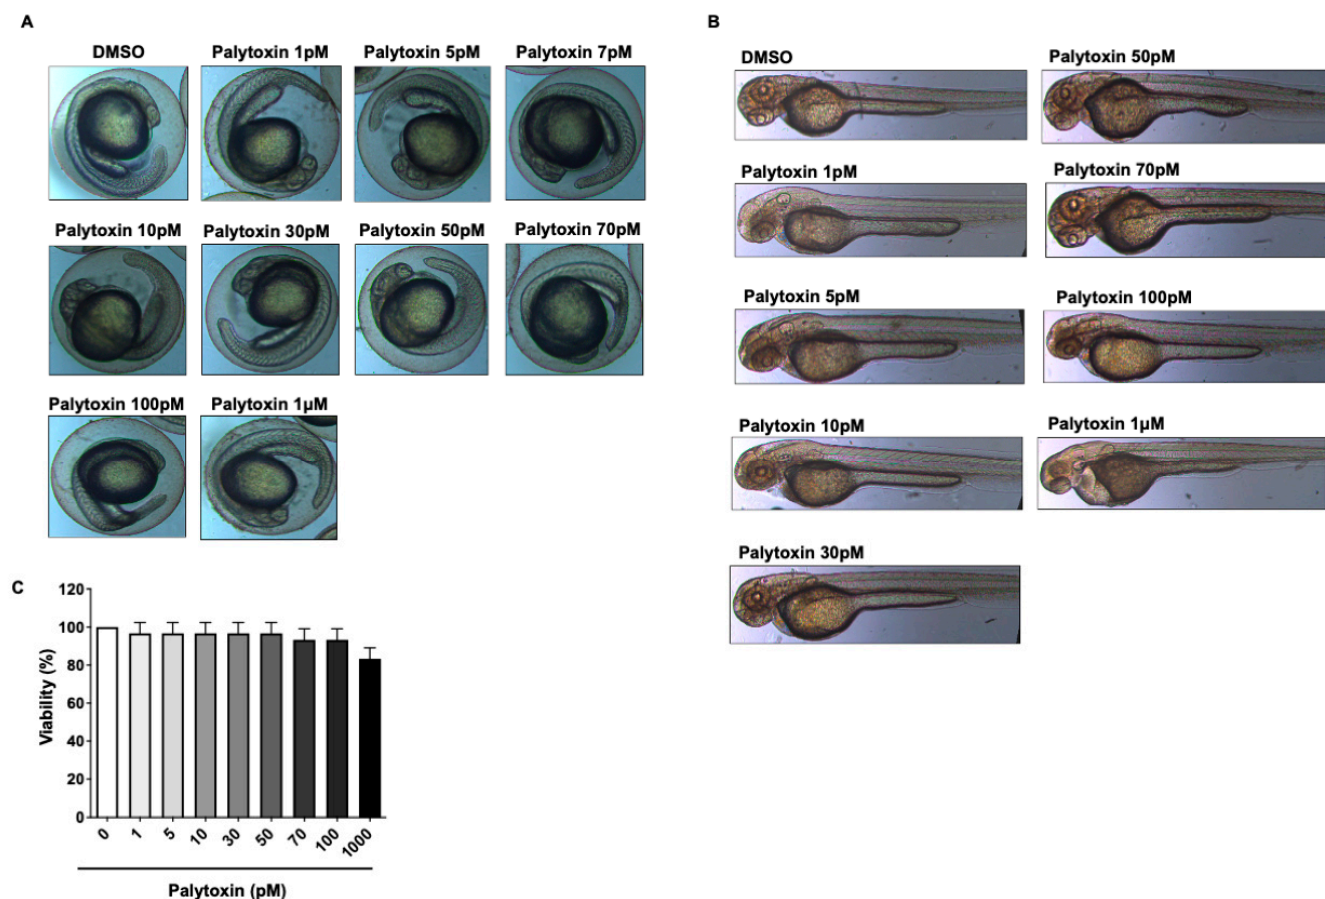 A
DMSO
Palytoxin 1pM
Palytoxin 5pM
Palytoxin 7pM
Palytoxin 10pM
Palytoxin 30pM
Palytoxin 50pM
Palytoxin 70pM
Palytoxin 100pM
Palytoxin 1µM
B
DMSO
Palytoxin 50pM
Palytoxin 1pM
Palytoxin 70pM
Palytoxin 5pM
Palytoxin 100pM
Palytoxin 10pM
Palytoxin 1µM
Palytoxin 30pM
C
Viability (%)
120
100
80
60
40
20
0
0 1 5 10 30 50 70 100 1000
Palytoxin (pM)